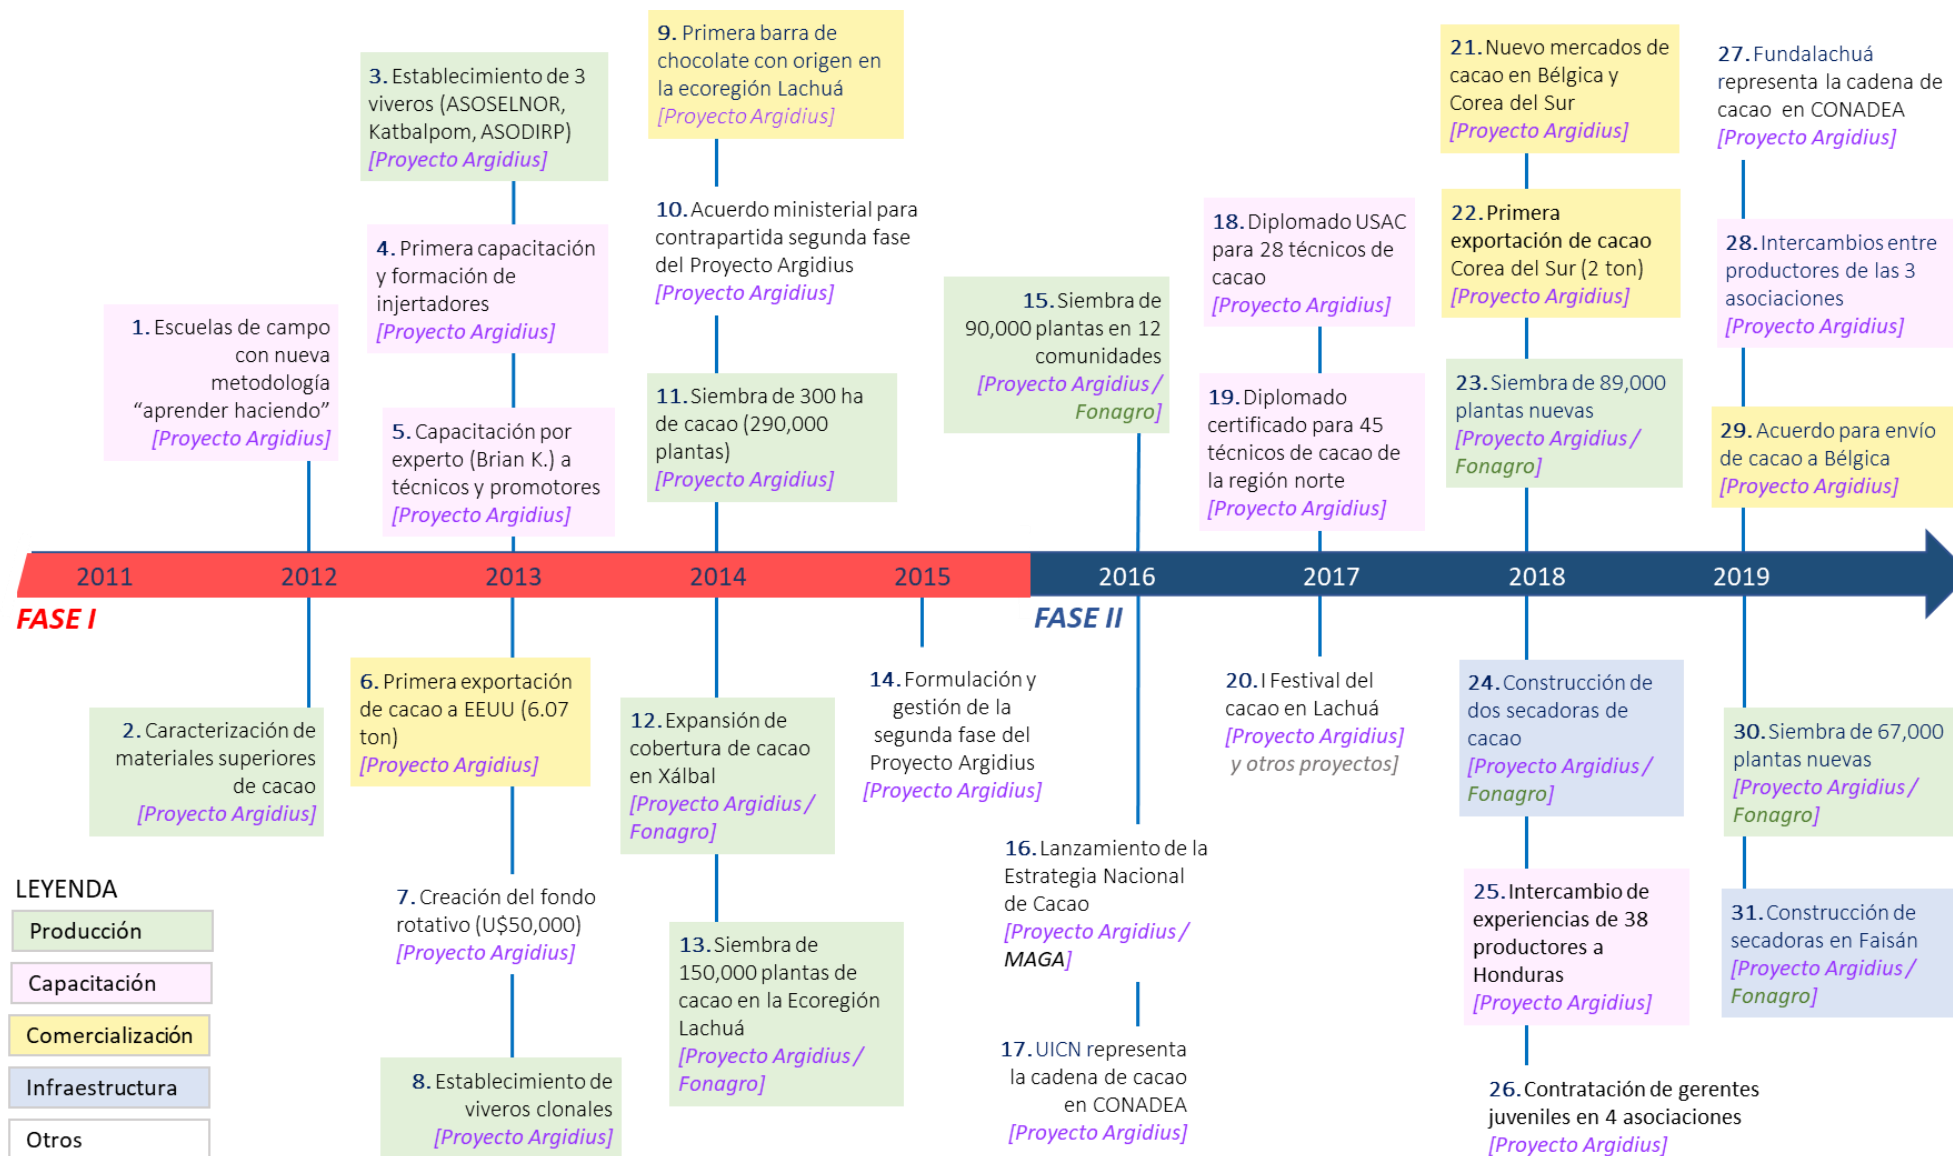 1. Escuelas de campo
con nueva
metodología
“aprender haciendo”
[Proyecto Argidius]
3. Establecimiento de 3
viveros (ASOSELNOR,
Katbalpom, ASODIRP)
[Proyecto Argidius]
4. Primera capacitación
y formación de
injertadores
[Proyecto Argidius]
5. Capacitación por
experto (Brian K.) a
técnicos y promotores
[Proyecto Argidius]
9. Primera barra de
chocolate con origen en
la ecoregión Lachuá
[Proyecto Argidius]
10. Acuerdo ministerial para
contrapartida segunda fase
del Proyecto Argidius
[Proyecto Argidius]
11. Siembra de 300 ha
de cacao (290,000
plantas)
[Proyecto Argidius]
15. Siembra de
90,000 plantas en 12
comunidades
[Proyecto Argidius /
Fonagro]
18. Diplomado USAC
para 28 técnicos de
cacao
[Proyecto Argidius]
19. Diplomado
certificado para 45
técnicos de cacao de
la región norte
[Proyecto Argidius]
21. Nuevo mercados de
cacao en Bélgica y
Corea del Sur
[Proyecto Argidius]
22. Primera
exportación de cacao
Corea del Sur (2 ton)
[Proyecto Argidius]
23. Siembra de 89,000
plantas nuevas
[Proyecto Argidius /
Fonagro]
27. Fundalachuá
representa la cadena de
cacao en CONADEA
[Proyecto Argidius]
28. Intercambios entre
productores de las 3
asociaciones
[Proyecto Argidius]
29. Acuerdo para envío
de cacao a Bélgica
[Proyecto Argidius]
2011 2012 2013 2014 2015 2016 2017 2018 2019
FASE I FASE II
2. Caracterización de
materiales superiores
de cacao
[Proyecto Argidius]
6. Primera exportación
de cacao a EEUU (6.07
ton)
[Proyecto Argidius]
7. Creación del fondo
rotativo (U$50,000)
[Proyecto Argidius]
8. Establecimiento de
viveros clonales
[Proyecto Argidius]
12. Expansión de
cobertura de cacao
en Xálbal
[Proyecto Argidius /
Fonagro]
13. Siembra de
150,000 plantas de
cacao en la Ecoregión
Lachuá
[Proyecto Argidius /
Fonagro]
14. Formulación y
gestión de la
segunda fase del
Proyecto Argidius
[Proyecto Argidius]
16. Lanzamiento de la
Estrategia Nacional
de Cacao
[Proyecto Argidius /
MAGA]
17. UICN representa
la cadena de cacao
en CONADEA
[Proyecto Argidius]
20. I Festival del
cacao en Lachuá
[Proyecto Argidius
y otros proyectos]
24. Construcción de
dos secadoras de
cacao
[Proyecto Argidius /
Fonagro]
25. Intercambio de
experiencias de 38
productores a
Honduras
[Proyecto Argidius]
26. Contratación de gerentes
juveniles en 4 asociaciones
[Proyecto Argidius]
30. Siembra de 67,000
plantas nuevas
[Proyecto Argidius /
Fonagro]
31. Construcción de
secadoras en Faisán
[Proyecto Argidius /
Fonagro]
LEYENDA
Producción
Capacitación
Comercialización
Infraestructura
Otros